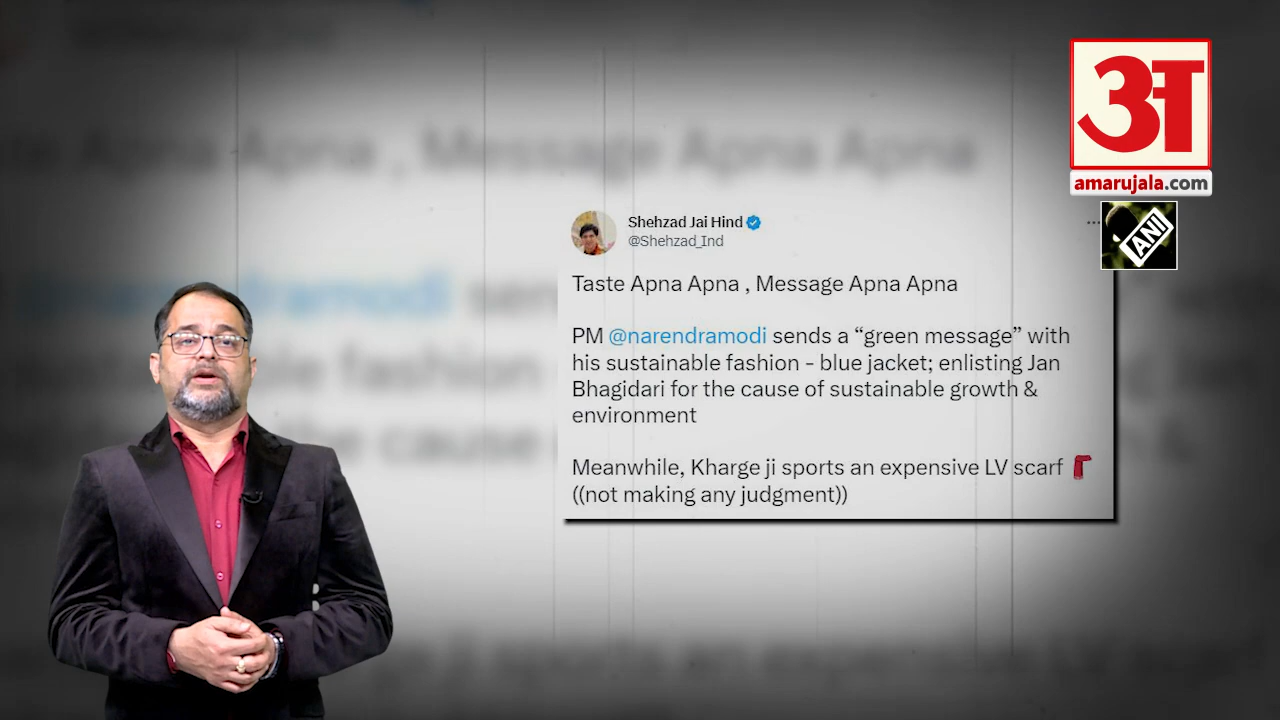 अ
amarujala.com
ANI
Shehzad Jai Hind
@Shehzad_Ind
Taste Apna Apna , Message Apna Apna
PM @narendramodi sends a “green message” with
his sustainable fashion - blue jacket; enlisting Jan
Bhagidari for the cause of sustainable growth &
environment
Meanwhile, Kharge ji sports an expensive LV scarf
((not making any judgment))